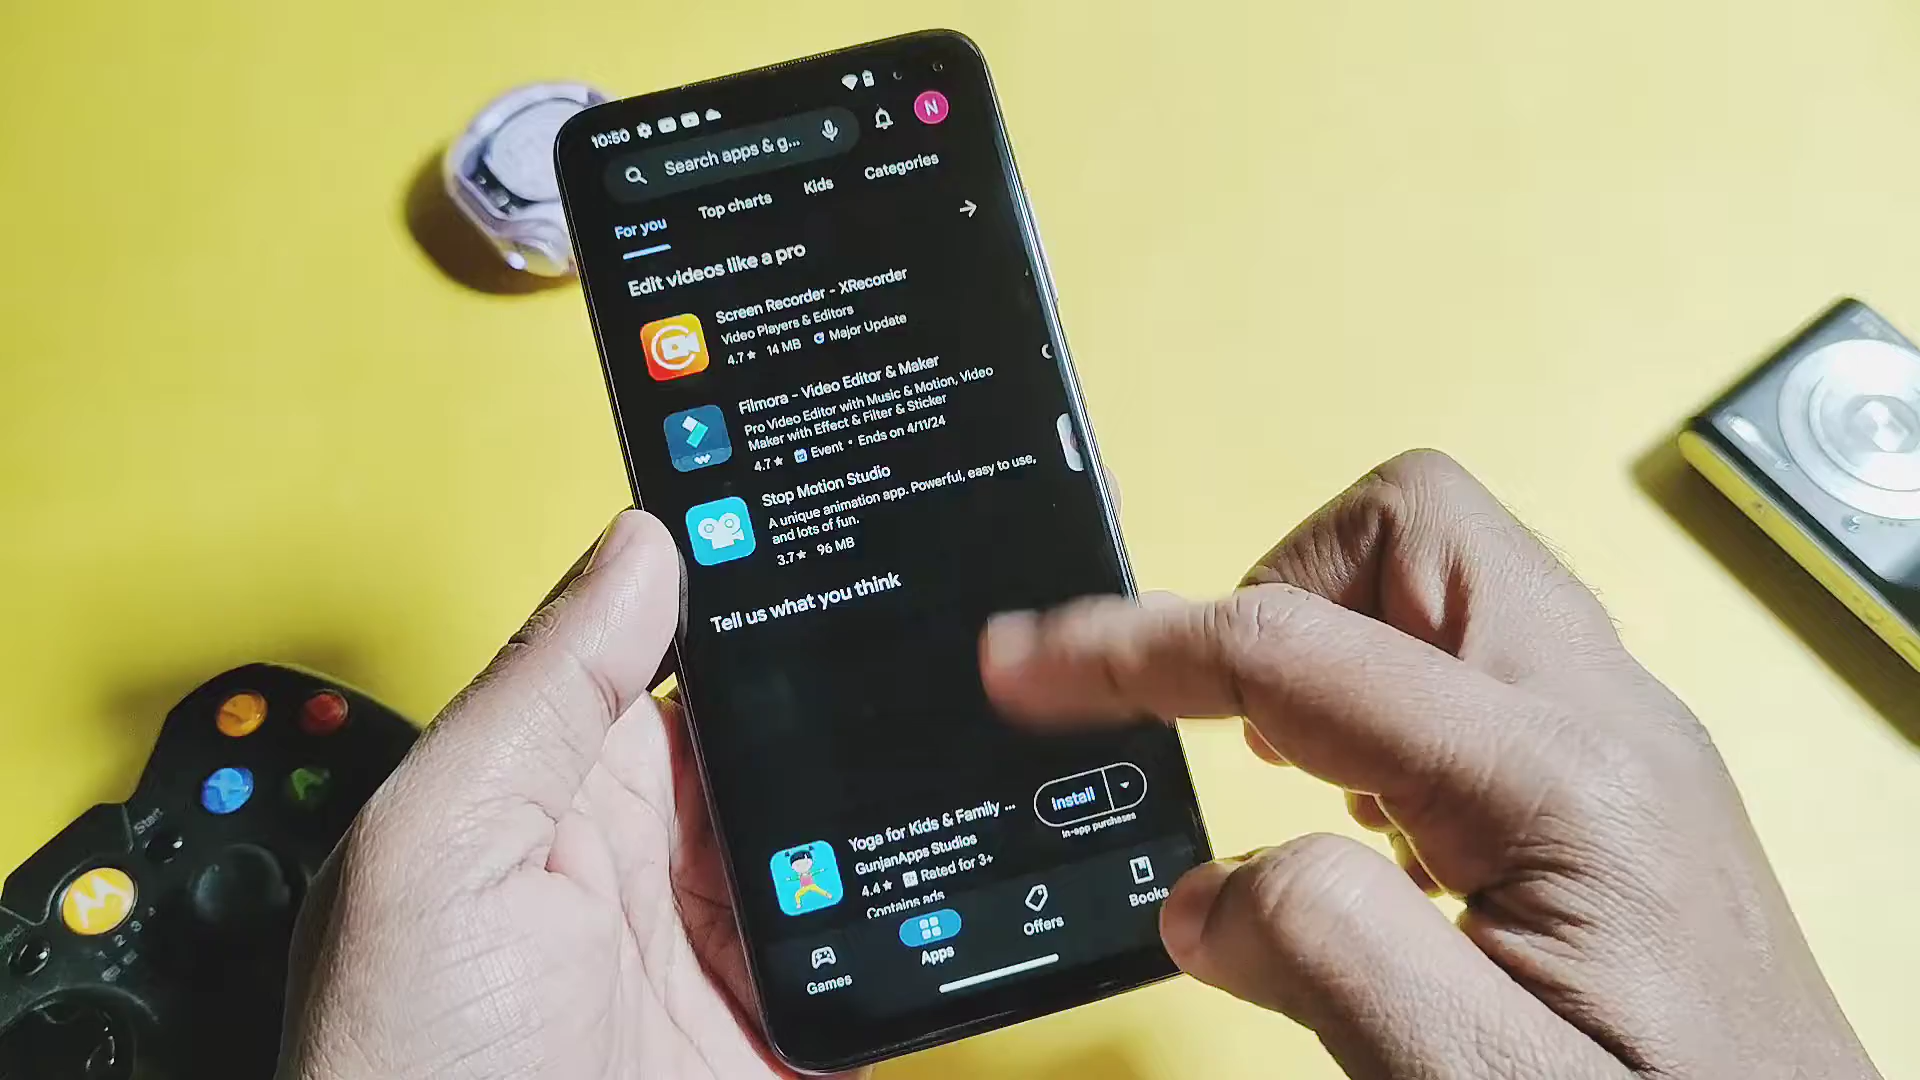 10:50
N
Search apps & g...
For you
Top charts
Kids
Categories
Edit videos like a pro
Screen Recorder - XRecorder
Video Players & Editors
4.7★ 14 MB Major Update
Filmora - Video Editor & Maker
Pro Video Editor with Music & Motion, Video
Maker with Effect & Filter & Sticker
4.7★ Event • Ends on 4/11/24
Stop Motion Studio
A unique animation app. Powerful, easy to use,
and lots of fun.
3.7★ 96 MB
Tell us what you think
Yoga for Kids & Family ...
GunjanApps Studios
4.4★ Rated for 3+
Contains ads
Install
In-app purchases
Games
Apps
Offers
Books
Start
X
A
2 3 4